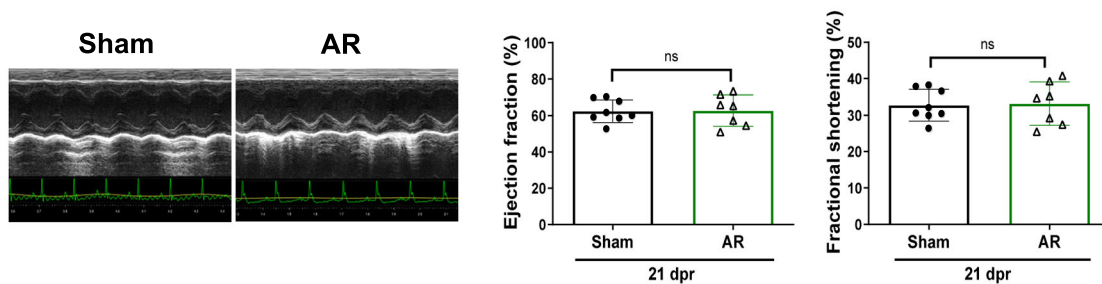 Sham AR
Ejection fraction (%)
100
80
60
40
20
0
ns
Sham AR
21 dpr
Fractional shortening (%)
50
40
30
20
10
0
ns
Sham AR
21 dpr